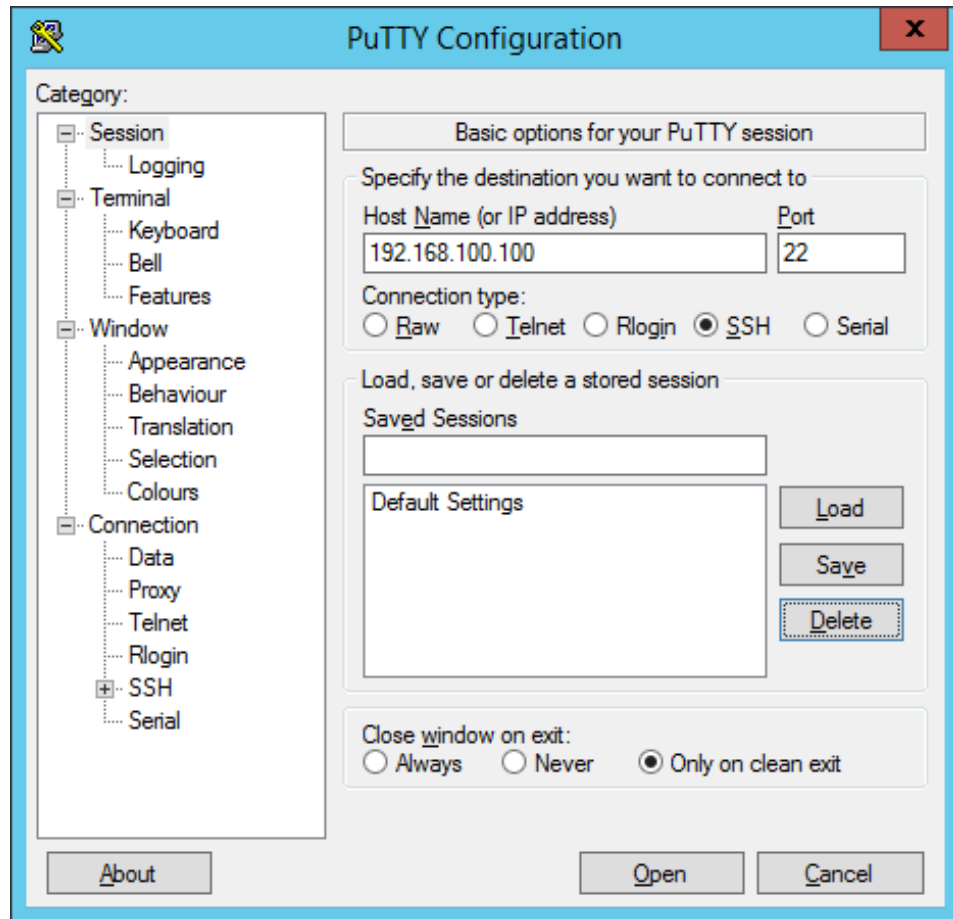 PuTTY Configuration
X
Category:
Session
Logging
Terminal
Keyboard
Bell
Features
Window
Appearance
Behaviour
Translation
Selection
Colours
Connection
Data
Proxy
Telnet
Rlogin
SSH
Serial
Basic options for your PuTTY session
Specify the destination you want to connect to
Host Name (or IP address) Port
192.168.100.100 22
Connection type:
Raw Telnet Rlogin SSH Serial
Load, save or delete a stored session
Saved Sessions
Default Settings
Load
Save
Delete
Close window on exit:
Always Never Only on clean exit
About Open Cancel